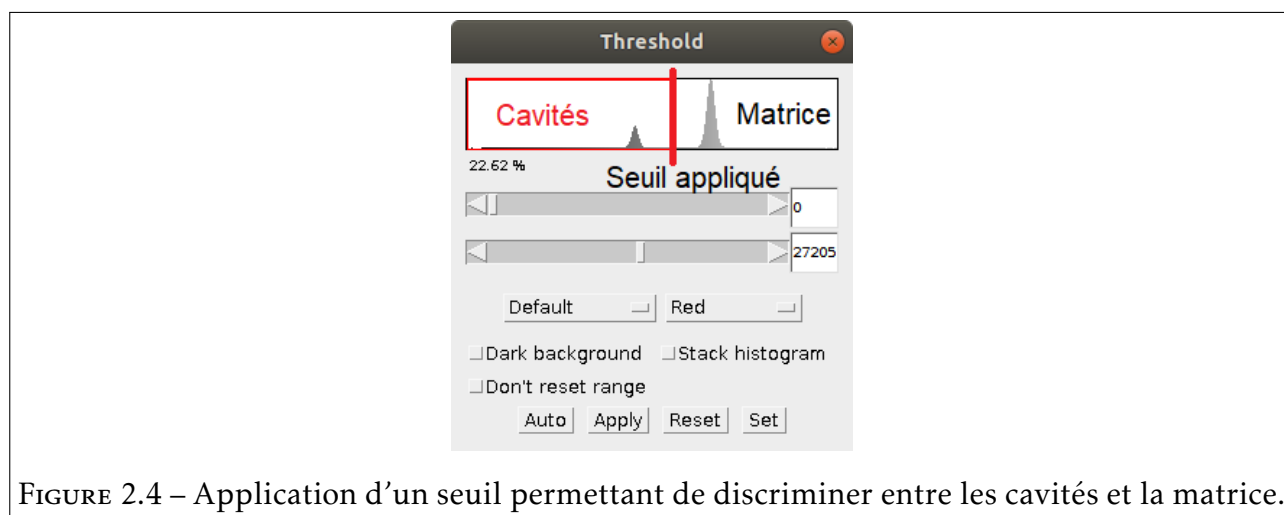 Threshold
Cavités
Matrice
22.62 %
Seuil appliqué
0
27205
Default Red
Dark background Stack histogram
Don't reset range
Auto Apply Reset Set
Figure 2.4 – Application d'un seuil permettant de discriminer entre les cavités et la matrice.